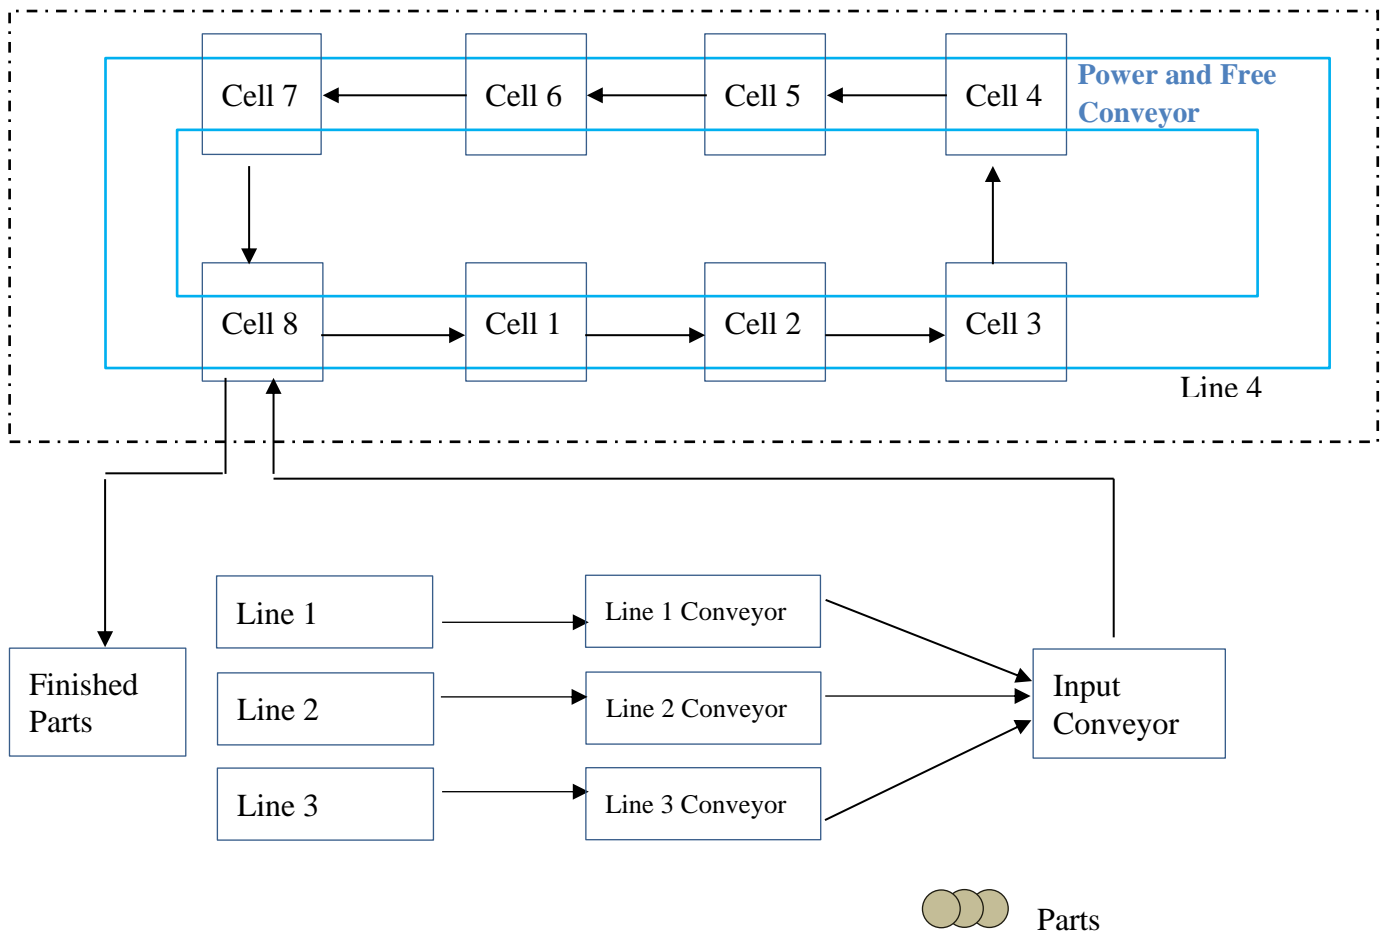 Cell 7
Cell 6
Cell 5
Cell 4
Power and Free
Conveyor
Cell 8
Cell 1
Cell 2
Cell 3
Line 4
Line 1
Line 1 Conveyor
Finished
Parts
Line 2
Line 2 Conveyor
Input
Conveyor
Line 3
Line 3 Conveyor
Parts